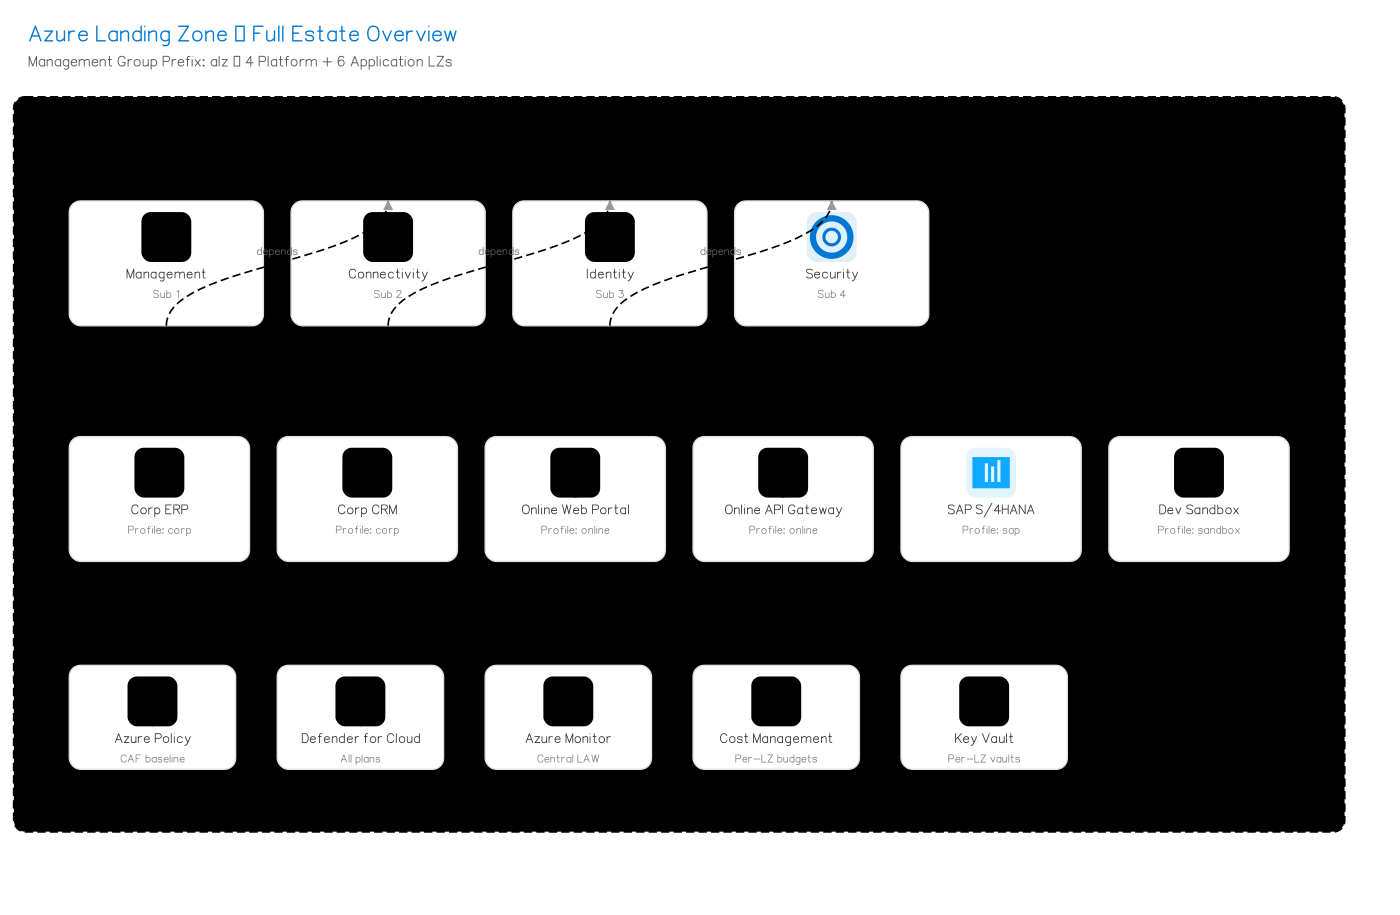 Azure Landing Zone ▯ Full Estate Overview
Management Group Prefix: alz ▯ 4 Platform + 6 Application LZs
depends
depends
depends
Management
Connectivity
Identity
Security
Sub 1
Sub 2
Sub 3
Sub 4
Corp ERP
Corp CRM
Online Web Portal
Online API Gateway
SAP S/4HANA
Dev Sandbox
Profile: corp
Profile: corp
Profile: online
Profile: online
Profile: sap
Profile: sandbox
Azure Policy
Defender for Cloud
Azure Monitor
Cost Management
Key Vault
CAF baseline
All plans
Central LAW
Per-LZ budgets
Per-LZ vaults